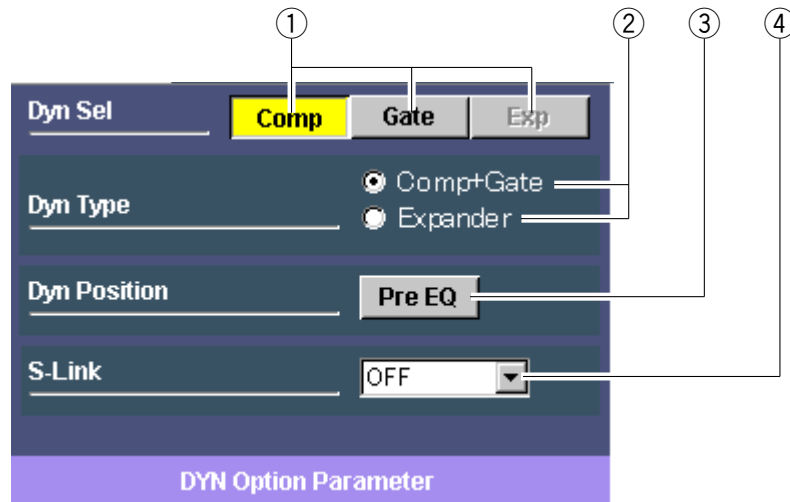 ① ② ③ ④
Dyn Sel Comp Gate Exp
Dyn Type
Comp+Gate
Expander
Dyn Position Pre EQ
S-Link OFF
DYN Option Parameter